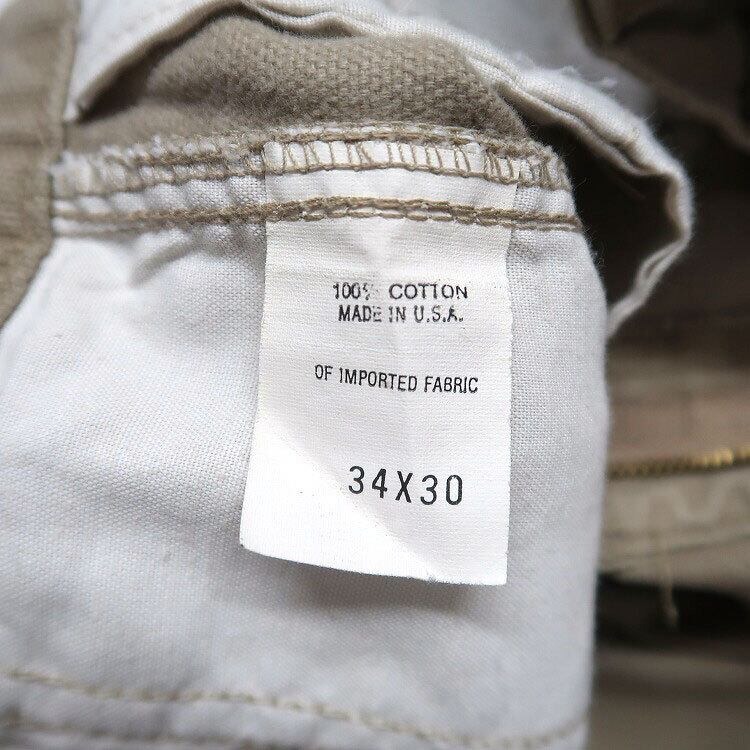 100% COTTON
MADE IN U.S.A.
OF IMPORTED FABRIC
34X30